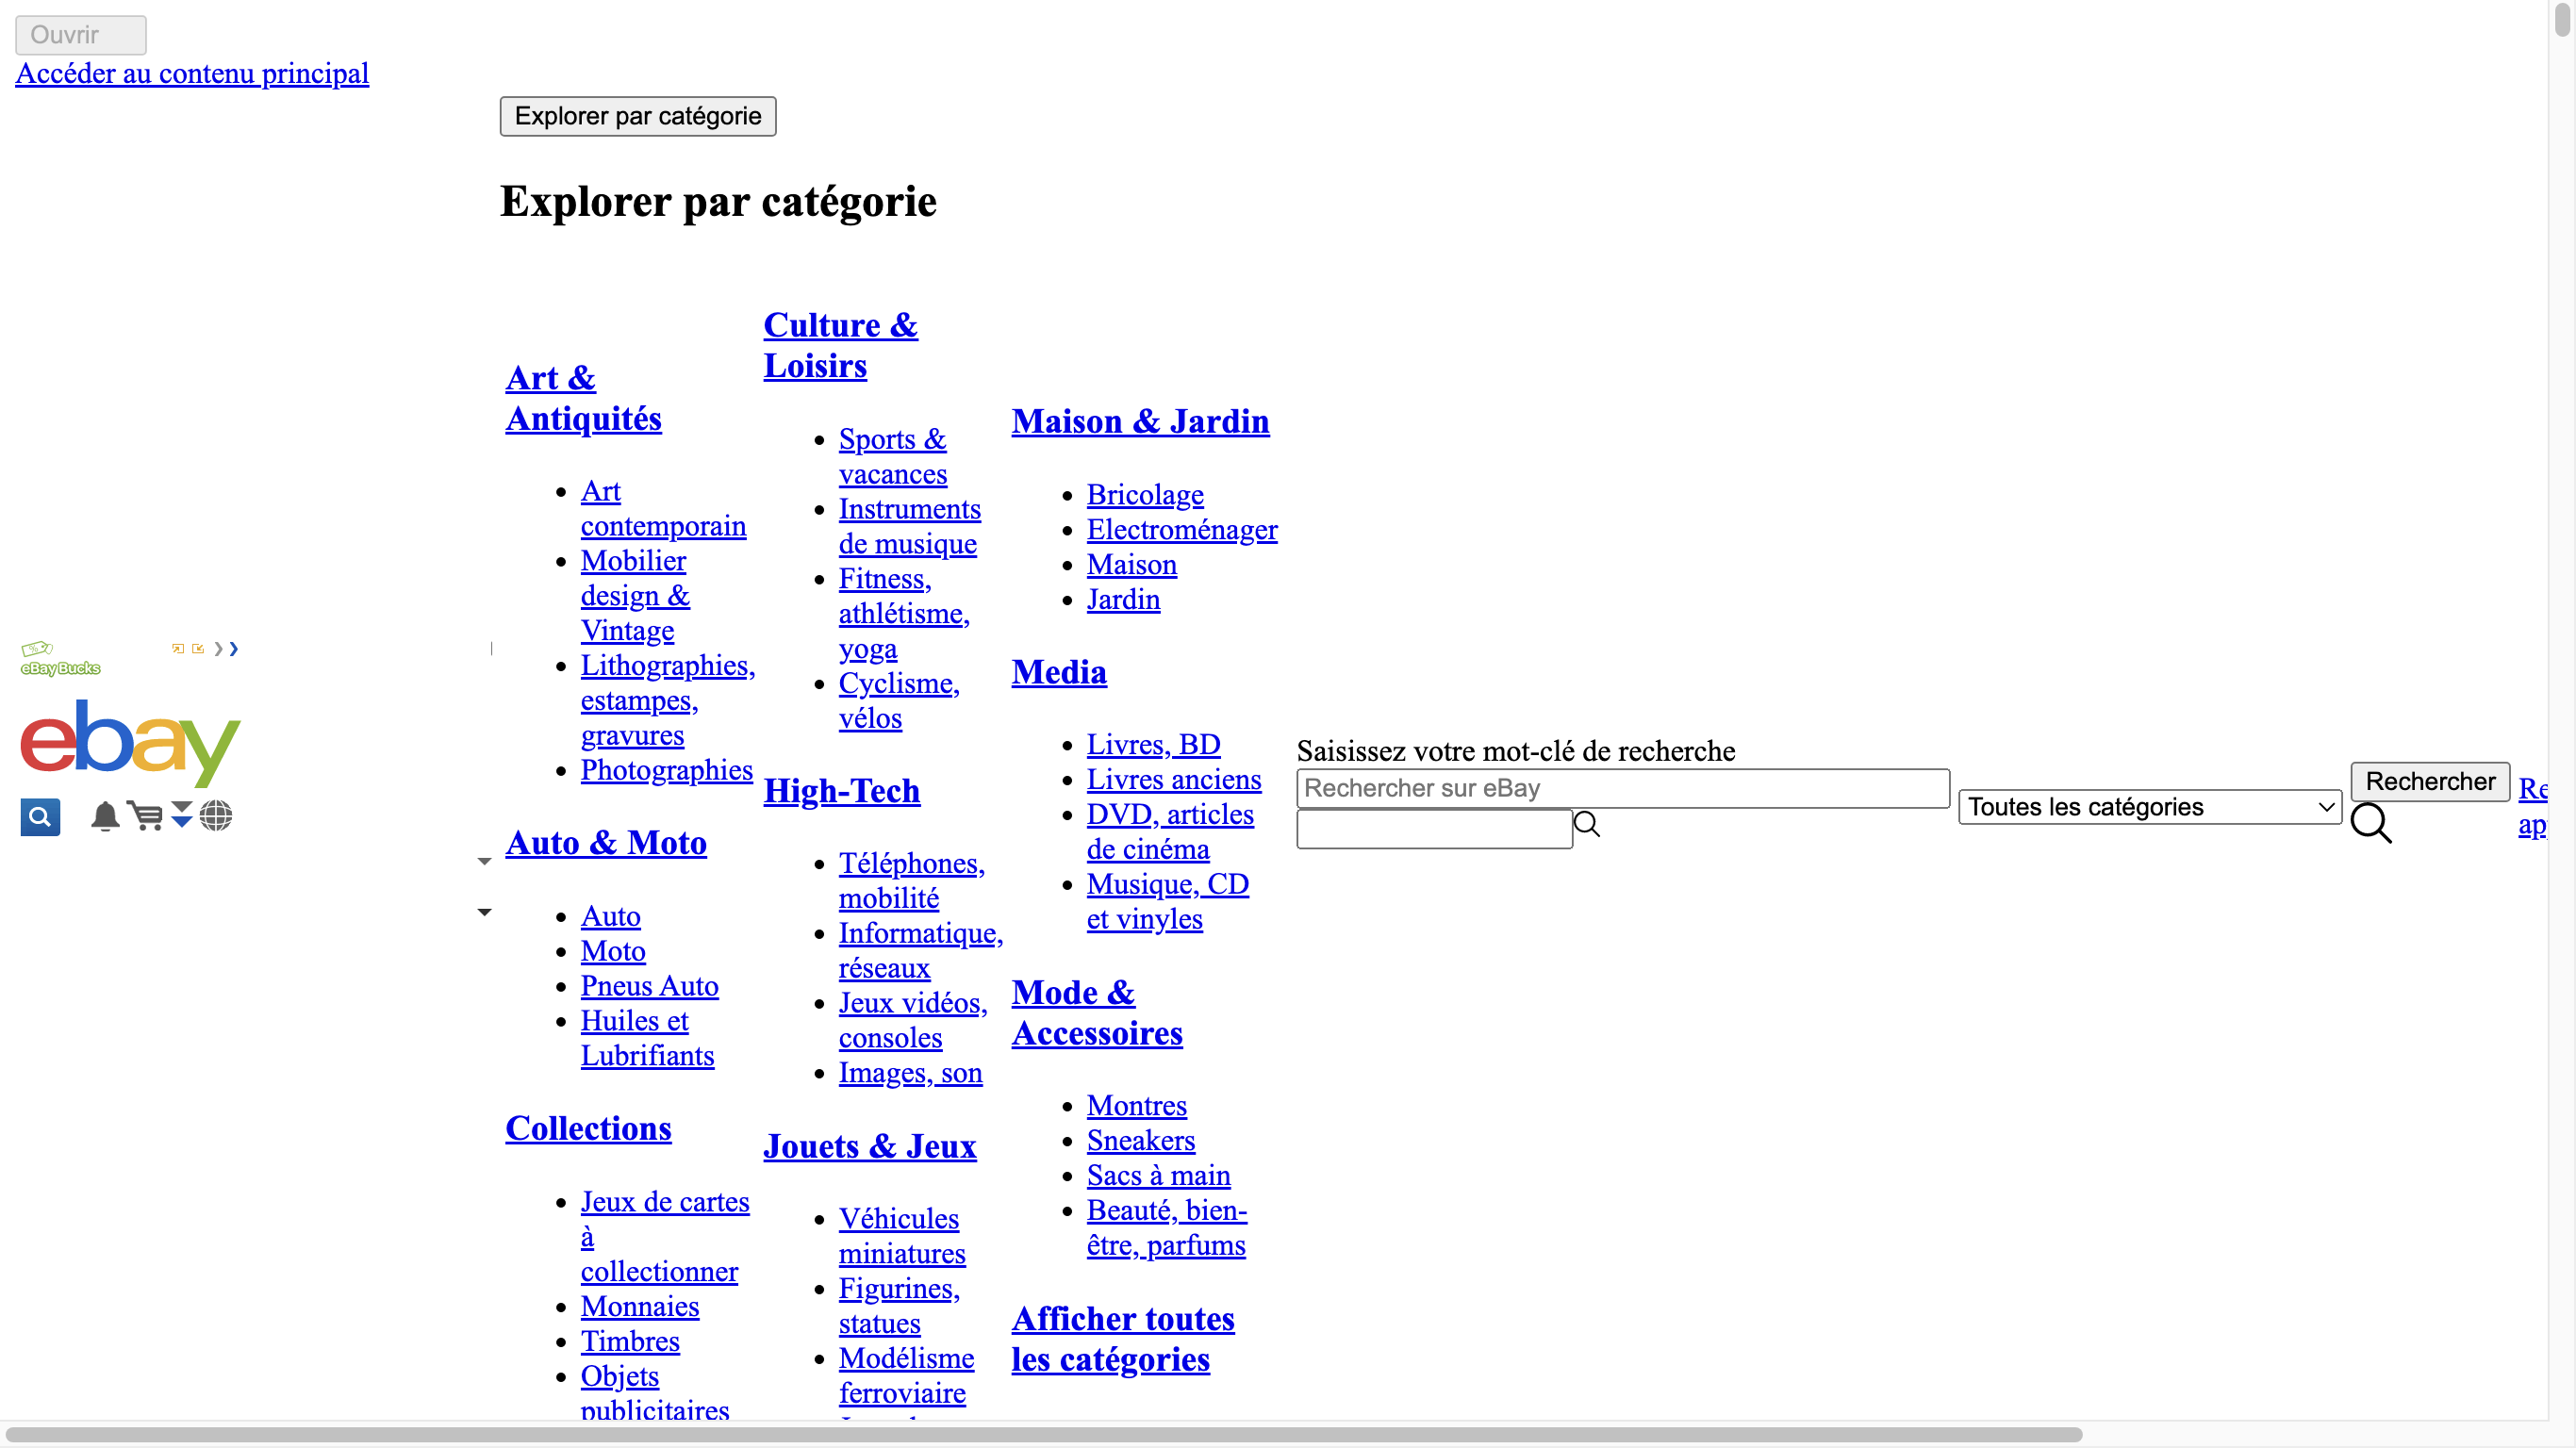 Ouvrir
Accéder au contenu principal
Explorer par catégorie
Explorer par catégorie
eBay Bucks
ebay
Art &
Antiquités
Art
contemporain
Mobilier
design &
Vintage
Lithographies,
estampes,
gravures
Photographies
Auto & Moto
Auto
Moto
Pneus Auto
Huiles et
Lubrifiants
Collections
Jeux de cartes
à
collectionner
Monnaies
Timbres
Objets
publicitaires
Culture &
Loisirs
Sports &
vacances
Instruments
de musique
Fitness,
athlétisme,
yoga
Cyclisme,
vélos
High-Tech
Téléphones,
mobilité
Informatique,
réseaux
Jeux vidéos,
consoles
Images, son
Jouets & Jeux
Véhicules
miniatures
Figurines,
statues
Modélisme
ferroviaire
Maison & Jardin
Bricolage
Electroménager
Maison
Jardin
Media
Livres, BD
Livres anciens
DVD, articles
de cinéma
Musique, CD
et vinyles
Mode &
Accessoires
Montres
Sneakers
Sacs à main
Beauté, bien-
être, parfums
Afficher toutes
les catégories
Saisissez votre mot-clé de recherche
Rechercher sur eBay
Toutes les catégories
Rechercher